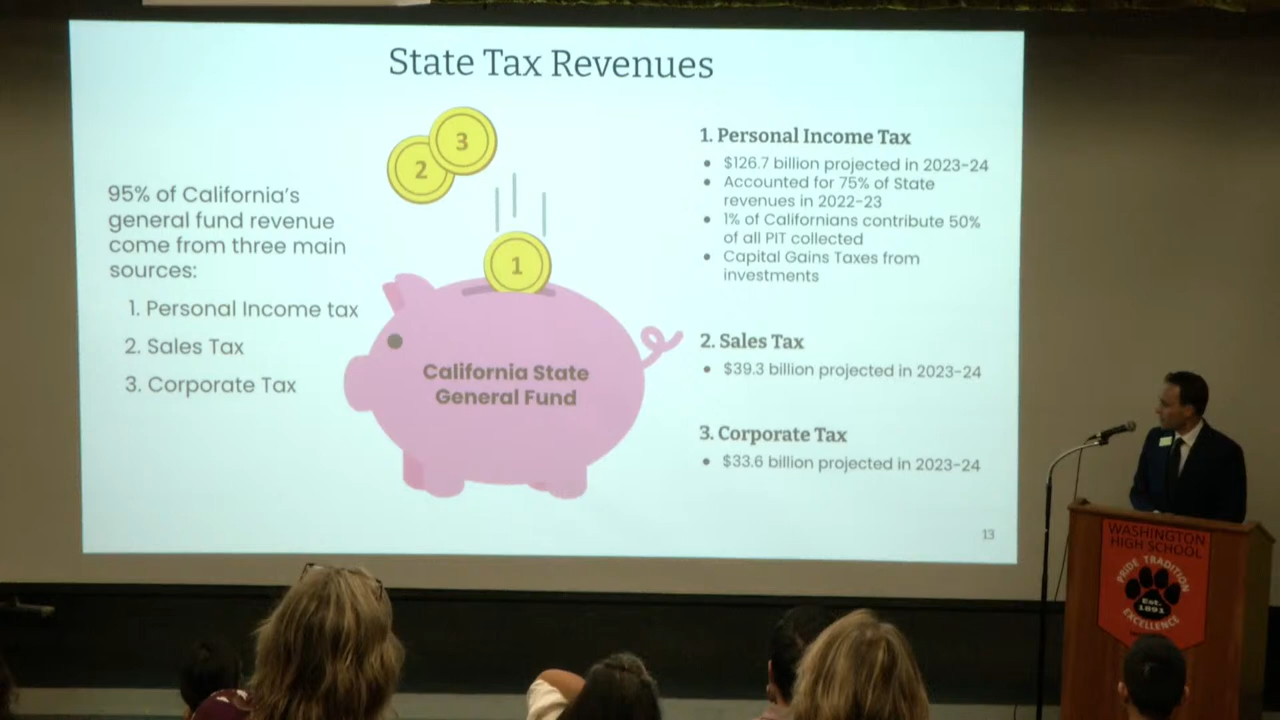 State Tax Revenues
95% of California's
general fund revenue
come from three main
sources:
1. Personal Income tax
2. Sales Tax
3. Corporate Tax
3
2
1
California State
General Fund
1. Personal Income Tax
• $126.7 billion projected in 2023-24
• Accounted for 75% of State
revenues in 2022-23
• 1% of Californians contribute 50%
of all PIT collected
• Capital Gains Taxes from
investments
2. Sales Tax
• $39.3 billion projected in 2023-24
3. Corporate Tax
• $33.6 billion projected in 2023-24
13
WASHINGTON
HIGH SCHOOL
PRIDE TRADITION
Est.
1891
EXCELLENCE